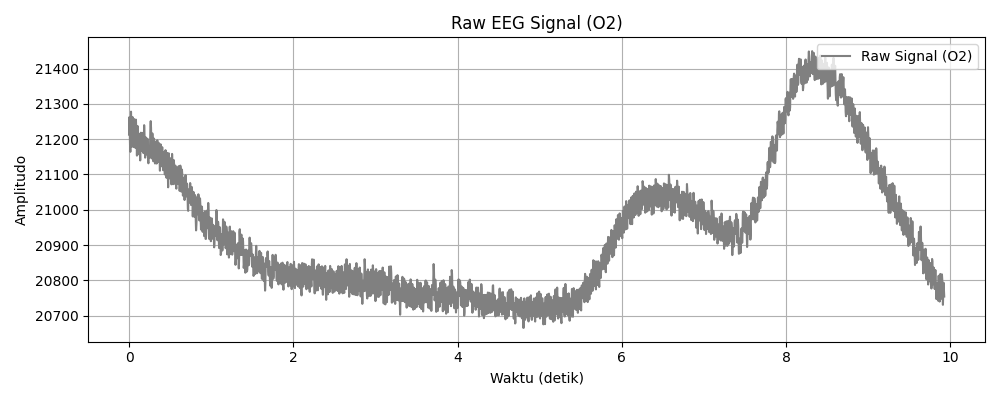 Raw EEG Signal (O2)
Raw Signal (O2)
21400
21300
21200
21100
21000
20900
20800
20700
Amplitudo
0 2 4 6 8 10
Waktu (detik)